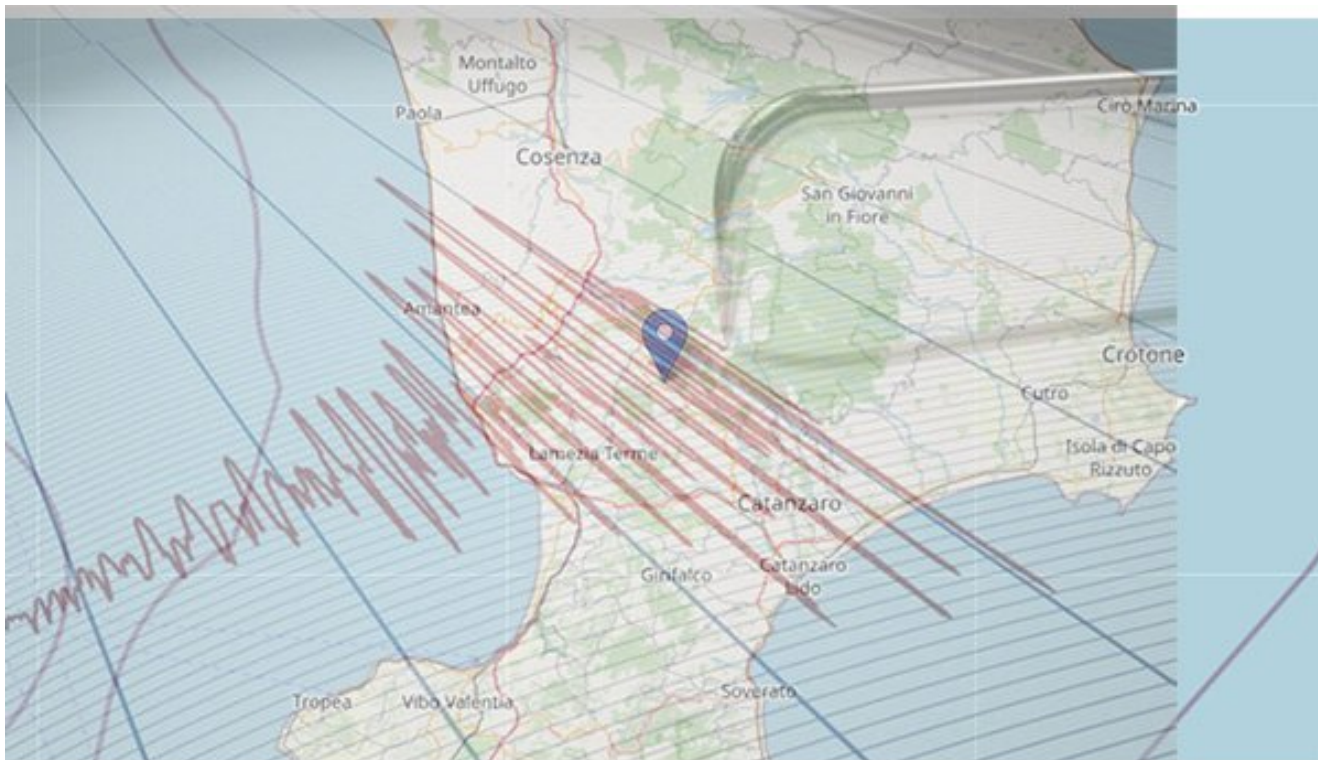 Montalto
Uffugo
Paola
Cirò Marina
Cosenza
San Giovanni
in Fiore
Amantea
Crotone
Cutro
Isola di Capo
Rizzuto
Lamezia Terme
Catanzaro
Girifalco
Catanzaro
Lido
Tropea
Vibo Valentia
Soverato